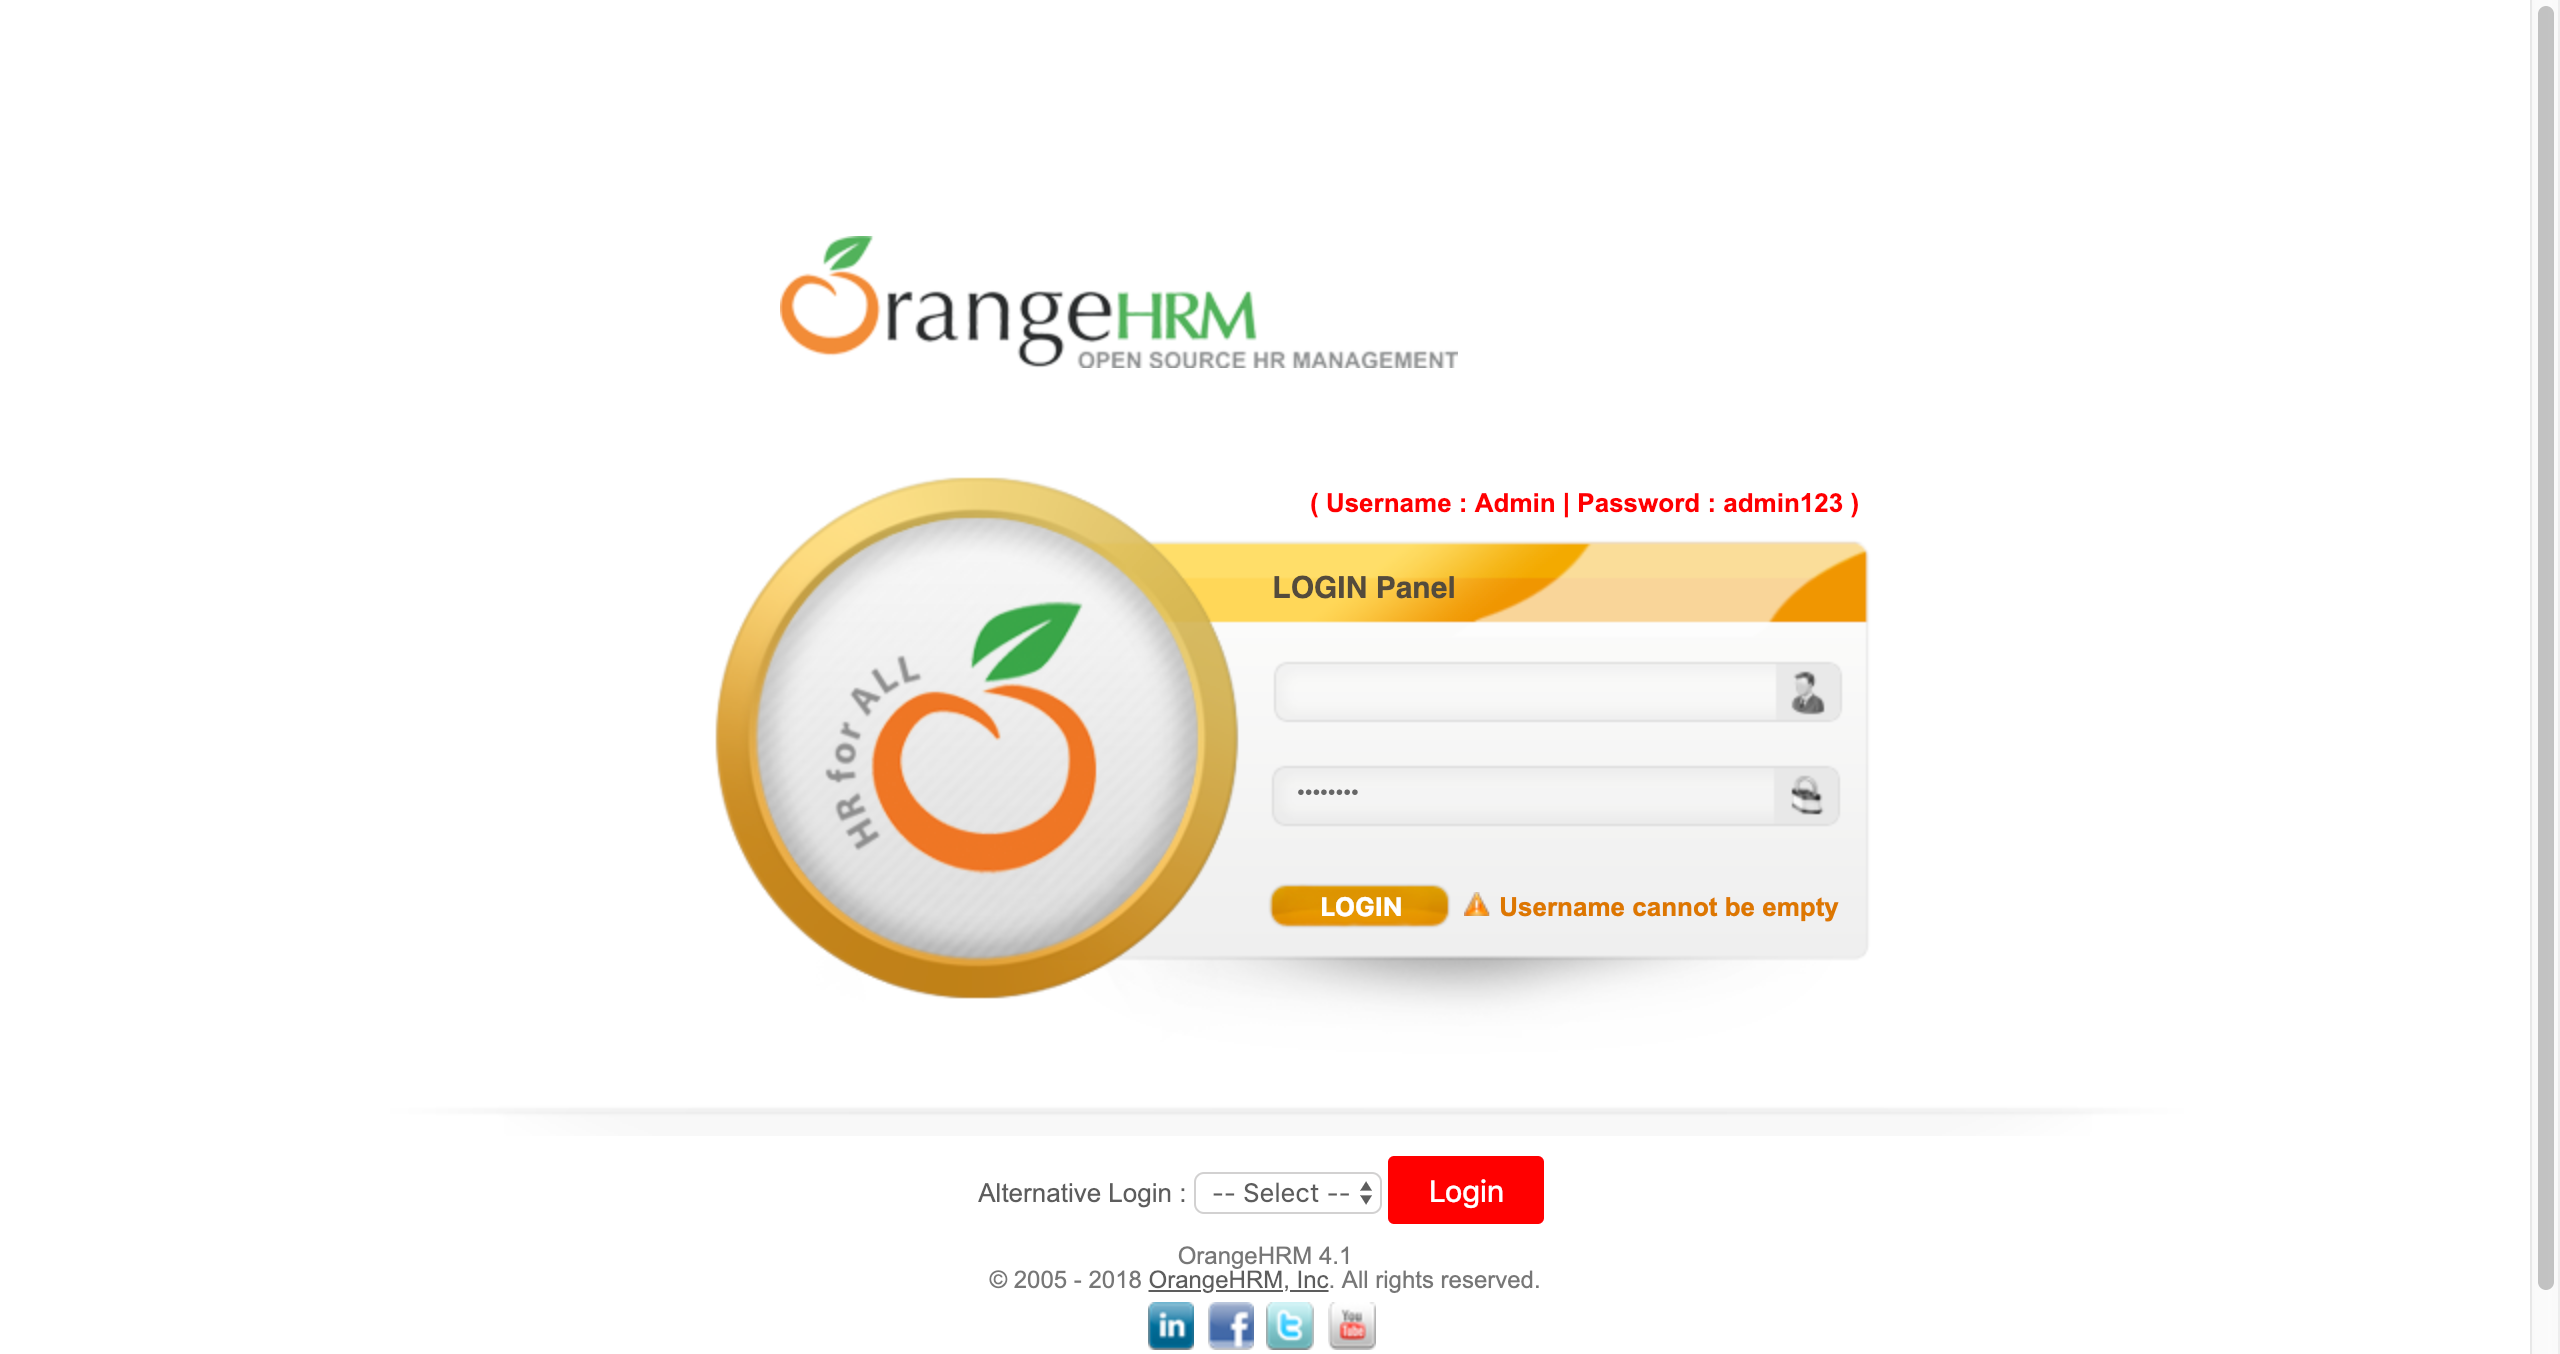 OrangeHRM
OPEN SOURCE HR MANAGEMENT
( Username : Admin | Password : admin123 )
LOGIN Panel
HR for ALL
••••••••
LOGIN
Username cannot be empty
Alternative Login : -- Select -- Login
OrangeHRM 4.1
© 2005 - 2018 OrangeHRM, Inc. All rights reserved.
in f t You Tube